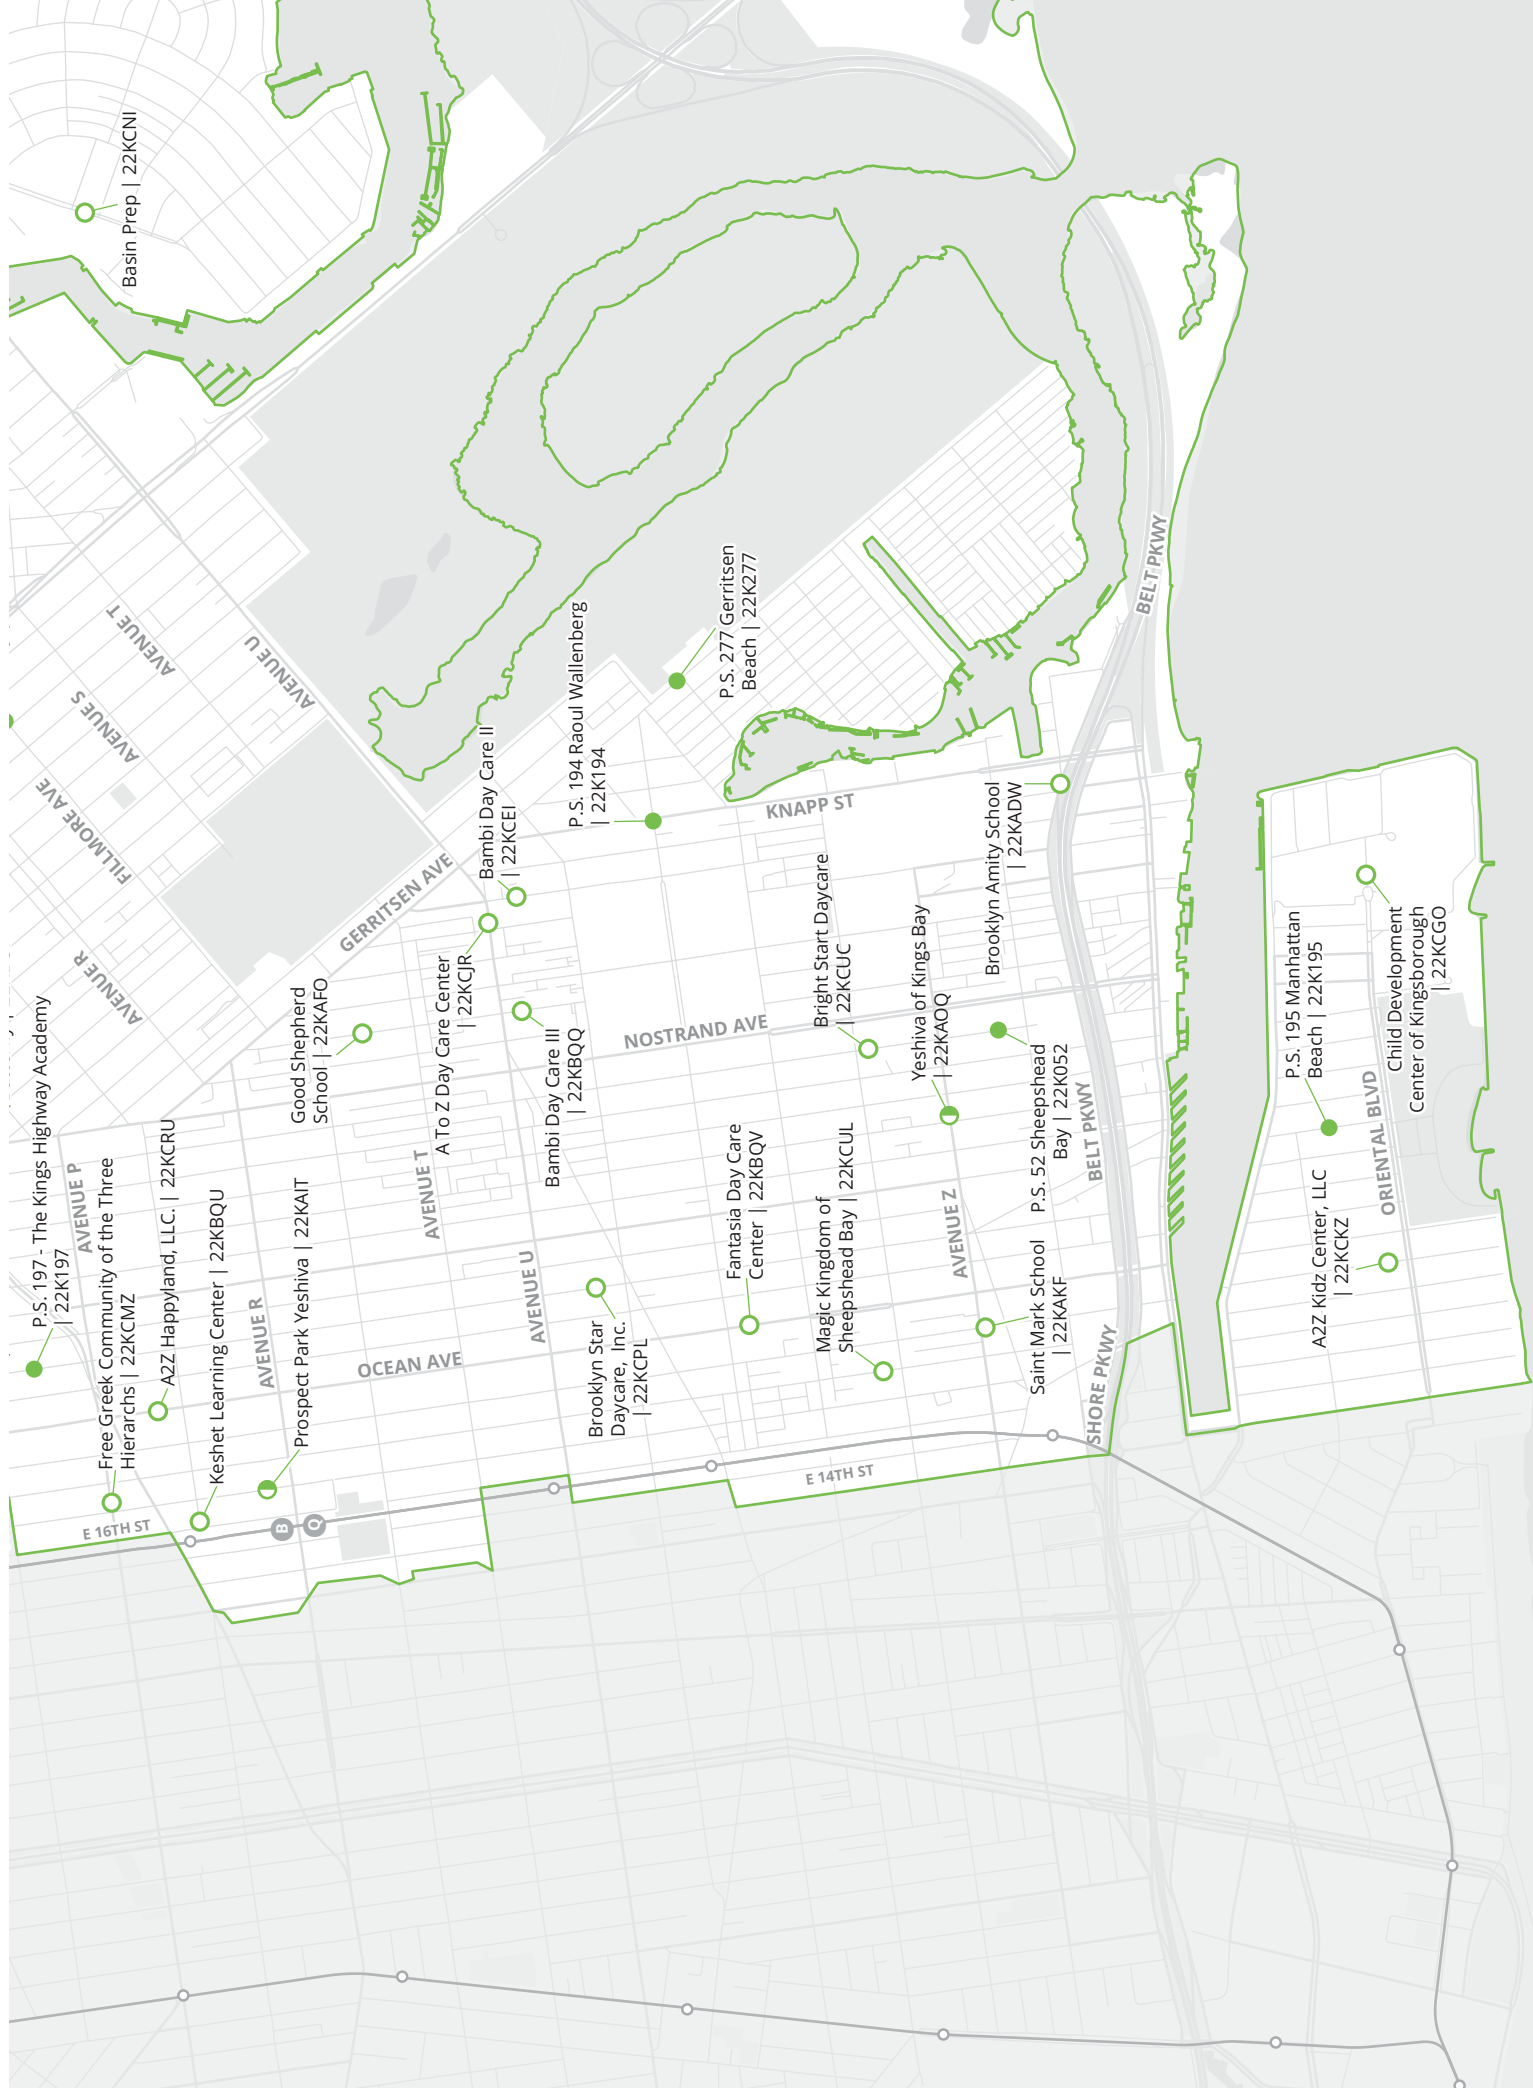 Basin Prep | 22KCNI
AVENUE T
AVENUE U
AVENUE S
FILLMORE AVE
AVENUE R
GERRITSEN AVE
P.S. 277 Gerritsen
Beach | 22K277
P.S. 194 Raoul Wallenberg
| 22K194
Bambi Day Care II
| 22KCEI
KNAPP ST
BELT PKWY
Brooklyn Amity School
| 22KADW
Bright Start Daycare
| 22KCUC
Yeshiva of Kings Bay
| 22KAOQ
A To Z Day Care Center
| 22KCJR
Good Shepherd
School | 22KAFO
Bambi Day Care III
| 22KBQQ
NOSTRAND AVE
P.S. 52 Sheepshead
Bay | 22K052
BELT PKWY
P.S. 195 Manhattan
Beach | 22K195
Child Development
Center of Kingsborough
| 22KCGO
ORIENTAL BLVD
A2Z Kidz Center, LLC
| 22KCKZ
P.S. 197 - The Kings Highway Academy
| 22K197
AVENUE P
Free Greek Community of the Three
Hierarchs | 22KCMZ
A2Z Happyland, LLC. | 22KCRU
Keshet Learning Center | 22KBQU
AVENUE R
Prospect Park Yeshiva | 22KAIT
OCEAN AVE
AVENUE T
AVENUE U
Brooklyn Star
Daycare, Inc.
| 22KCPL
Fantasia Day Care
Center | 22KBQV
Magic Kingdom of
Sheepshead Bay | 22KCUL
AVENUE Z
Saint Mark School
| 22KAKF
SHORE PKWY
E 16TH ST
B
Q
E 14TH ST